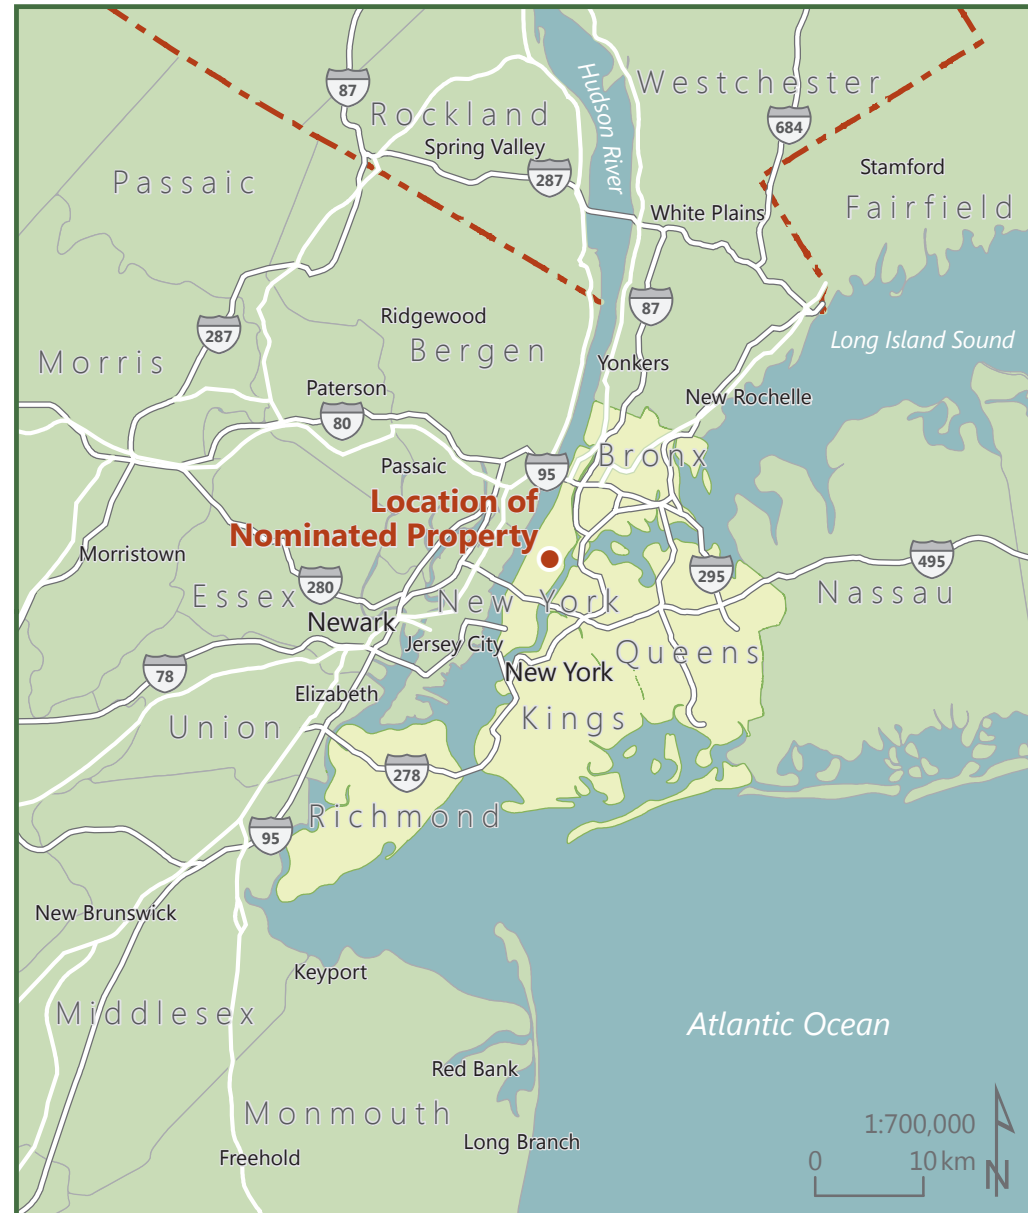 87
Rockland
Hudson River
Westchester
684
Spring Valley
Stamford
Passaic
287
Fairfield
White Plains
87
Ridgewood
287
Bergen
Long Island Sound
Morris
Yonkers
Paterson
New Rochelle
80
Bronx
Passaic
95
Location of
Nominated Property
Morristown
495
295
280
Essex
New York
Nassau
Newark
Jersey City
Queens
78
New York
Elizabeth
Kings
Union
278
Richmond
95
New Brunswick
Keyport
Middlesex
Atlantic Ocean
Red Bank
Monmouth
1:700,000
Long Branch
Freehold
0 10 km
N